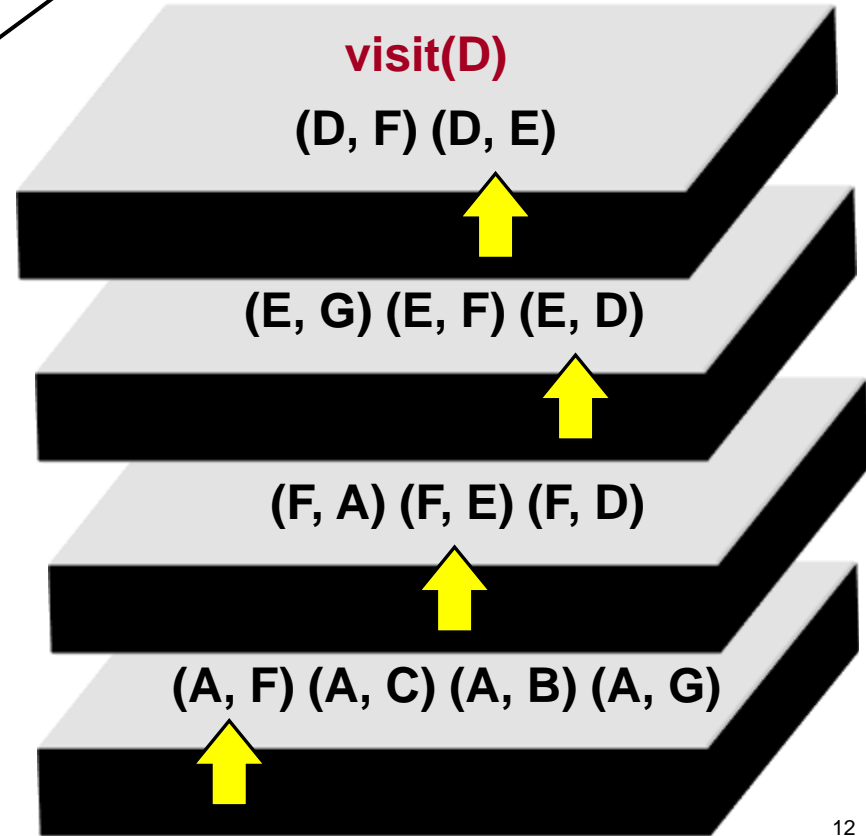 visit(D)
(D, F) (D, E)
(E, G) (E, F) (E, D)
(F, A) (F, E) (F, D)
(A, F) (A, C) (A, B) (A, G)
12